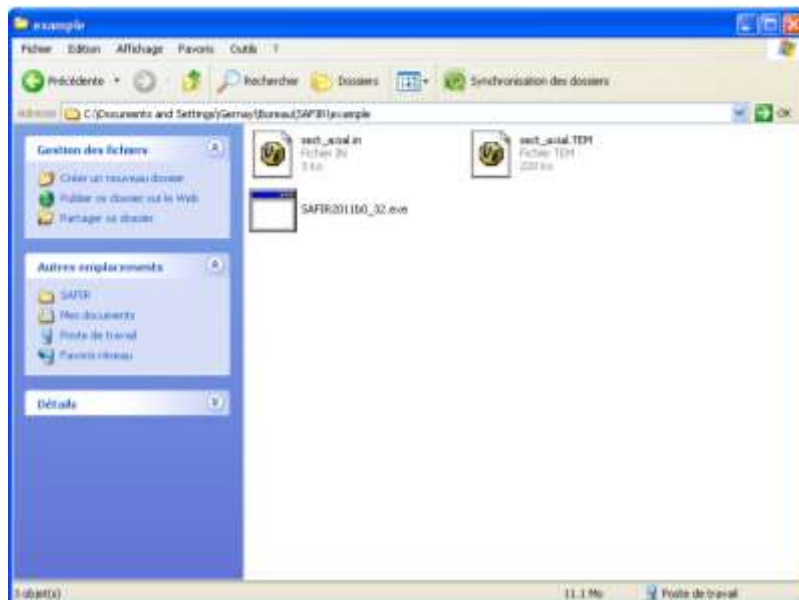 example
Fichier Edition Affichage Favoris Outils ?
Précédente Rechercher Dossiers Synchronisation des dossiers
Adresse C:\Documents and Settings\Gernay\Bureau\SAFIR\example OK
Gestion des fichiers
Créer un nouveau dossier
Publier ce dossier sur le Web
Partager ce dossier
Autres emplacements
SAFIR
Mes documents
Poste de travail
Favoris réseau
Détails
sect_axial.in
Fichier IN
3 Ko
sect_axial.TEM
Fichier TEM
220 Ko
SAFIR2011b0_32.exe
3 objet(s) 11.1 Mo Poste de travail